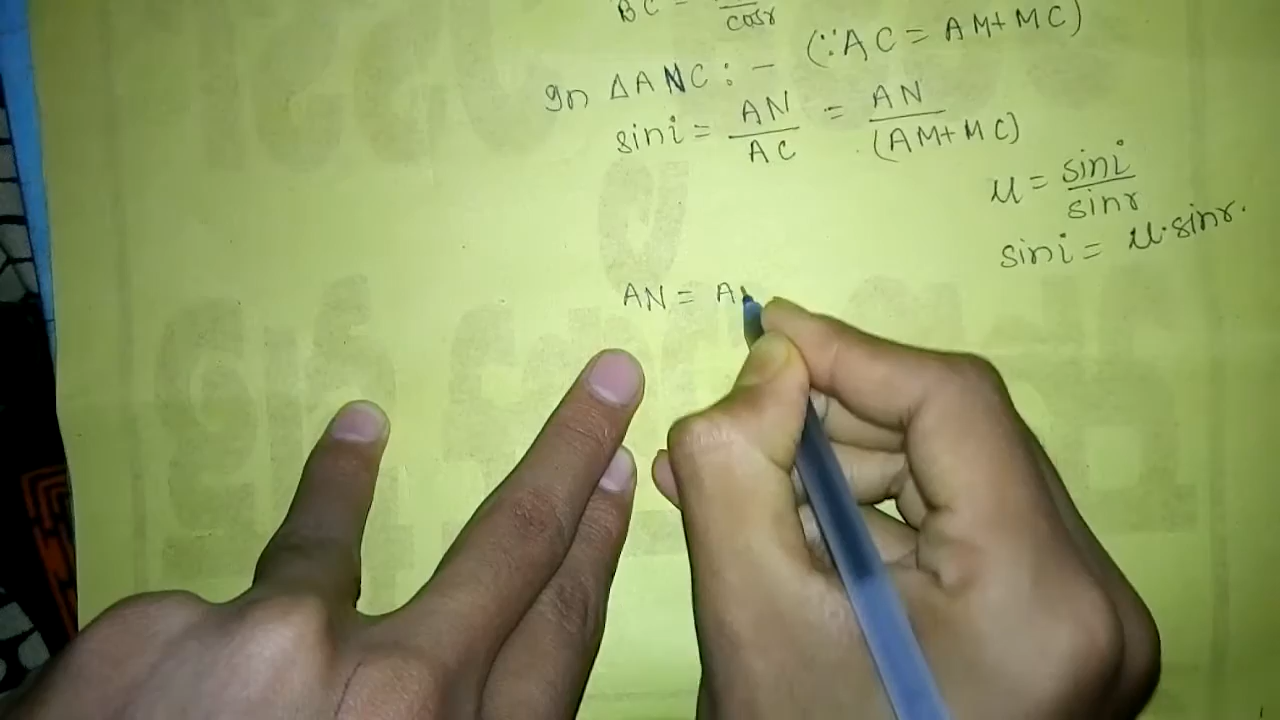 BC = /cosr
In ΔANC :- (∵AC = AM+MC)
sini = AN/AC = AN/(AM+MC)
u = sini/sinr
sini = u.sinr.
AN = A